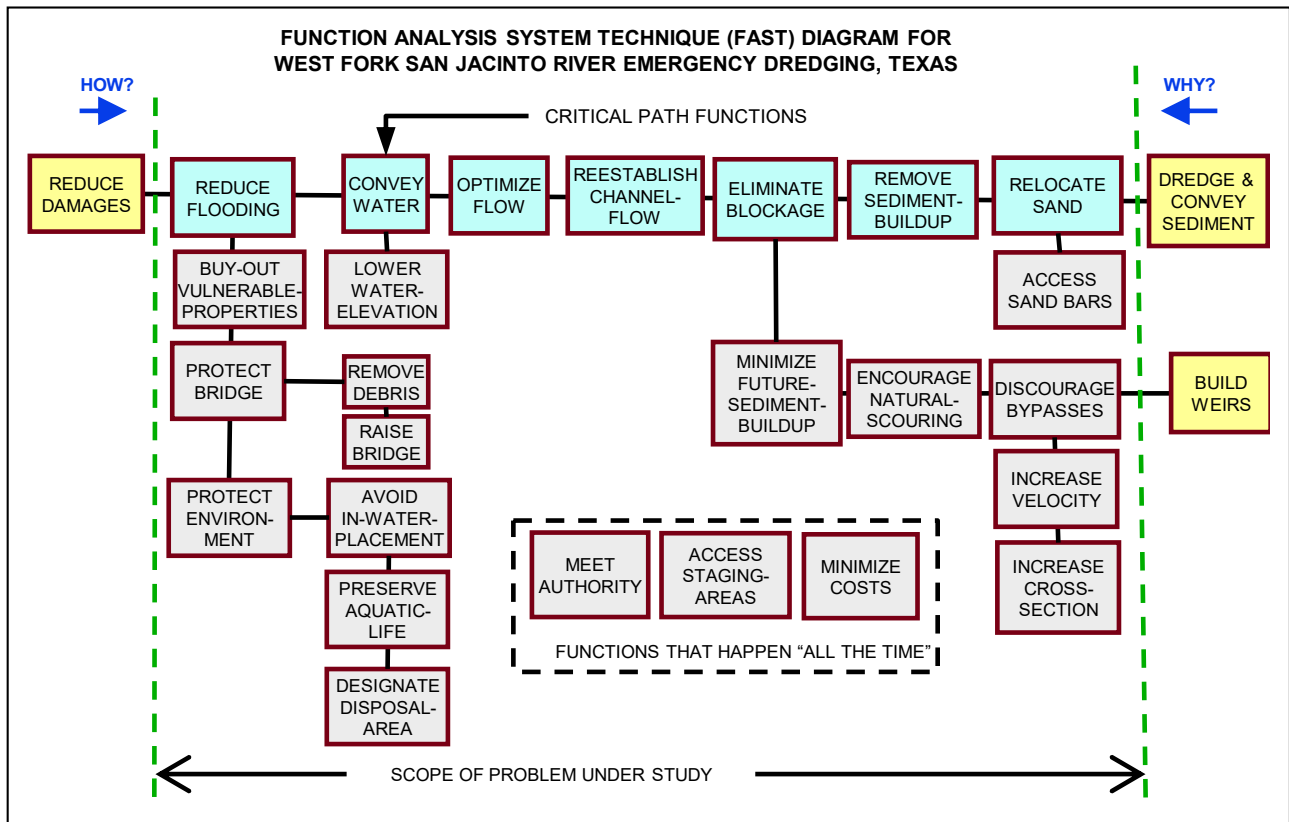 FUNCTION ANALYSIS SYSTEM TECHNIQUE (FAST) DIAGRAM FOR
WEST FORK SAN JACINTO RIVER EMERGENCY DREDGING, TEXAS
HOW?
WHY?
CRITICAL PATH FUNCTIONS
REDUCE
DAMAGES
REDUCE
FLOODING
CONVEY
WATER
OPTIMIZE
FLOW
REESTABLISH
CHANNEL-
FLOW
ELIMINATE
BLOCKAGE
REMOVE
SEDIMENT-
BUILDUP
RELOCATE
SAND
DREDGE &
CONVEY
SEDIMENT
BUY-OUT
VULNERABLE-
PROPERTIES
LOWER
WATER-
ELEVATION
ACCESS
SAND BARS
PROTECT
BRIDGE
REMOVE
DEBRIS
RAISE
BRIDGE
MINIMIZE
FUTURE-
SEDIMENT-
BUILDUP
ENCOURAGE
NATURAL-
SCOURING
DISCOURAGE
BYPASSES
BUILD
WEIRS
PROTECT
ENVIRON-
MENT
AVOID
IN-WATER-
PLACEMENT
INCREASE
VELOCITY
PRESERVE
AQUATIC-
LIFE
INCREASE
CROSS-
SECTION
DESIGNATE
DISPOSAL-
AREA
MEET
AUTHORITY
ACCESS
STAGING-
AREAS
MINIMIZE
COSTS
FUNCTIONS THAT HAPPEN “ALL THE TIME”
SCOPE OF PROBLEM UNDER STUDY